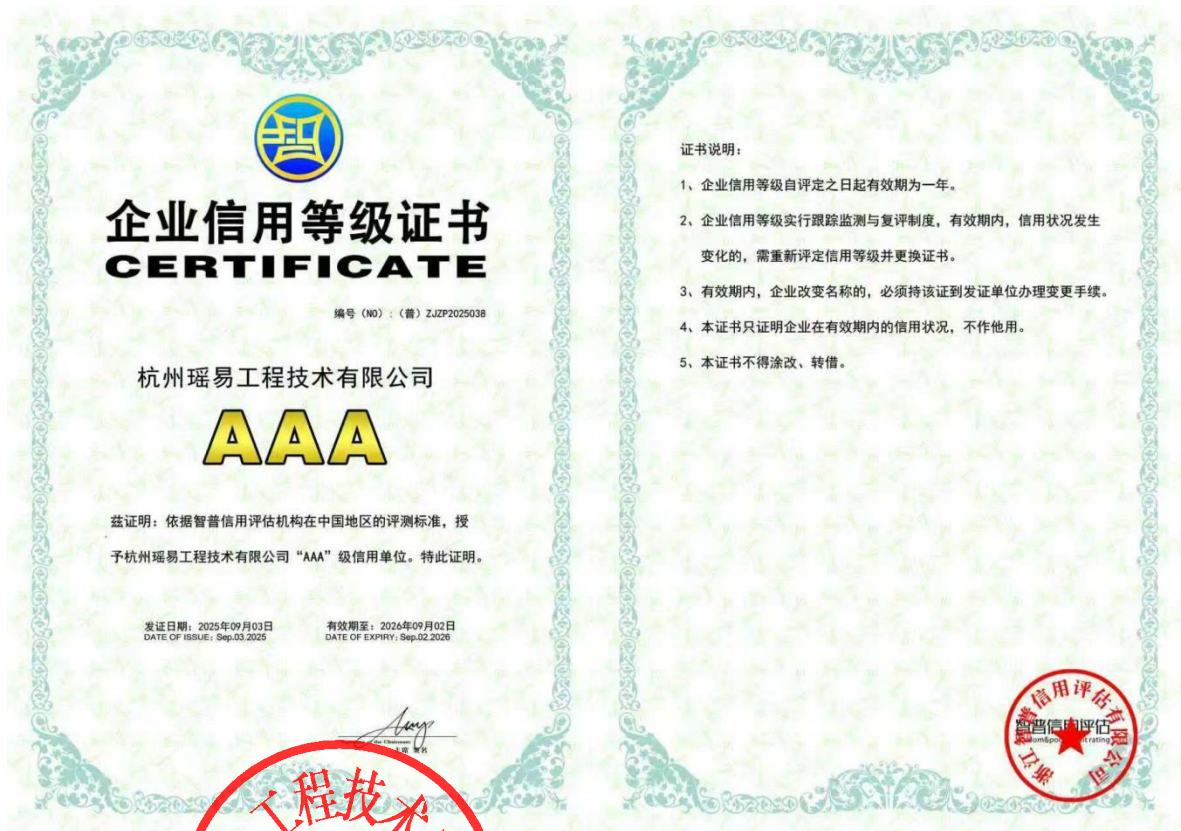 智
企业信用等级证书
CERTIFICATE
编号（NO）:（普）ZJZP2025038
杭州瑶易工程技术有限公司
AAA
兹证明：依据智普信用评估机构在中国地区的评测标准，授
予杭州瑶易工程技术有限公司“AAA”级信用单位。特此证明。
发证日期：2025年09月03日
DATE OF ISSUE：Sep.03.2025
有效期至：2026年09月02日
DATE OF EXPIRY：Sep.02.2026
of the Chairman
主席 署名
工程技术
证书说明：
1、企业信用等级自评定之日起有效期为一年。
2、企业信用等级实行跟踪监测与复评制度，有效期内，信用状况发生
变化的，需重新评定信用等级并更换证书。
3、有效期内，企业改变名称的，必须持该证到发证单位办理变更手续。
4、本证书只证明企业在有效期内的信用状况，不作他用。
5、本证书不得涂改、转借。
浙江智普信用评估有限公司
智普信用评估